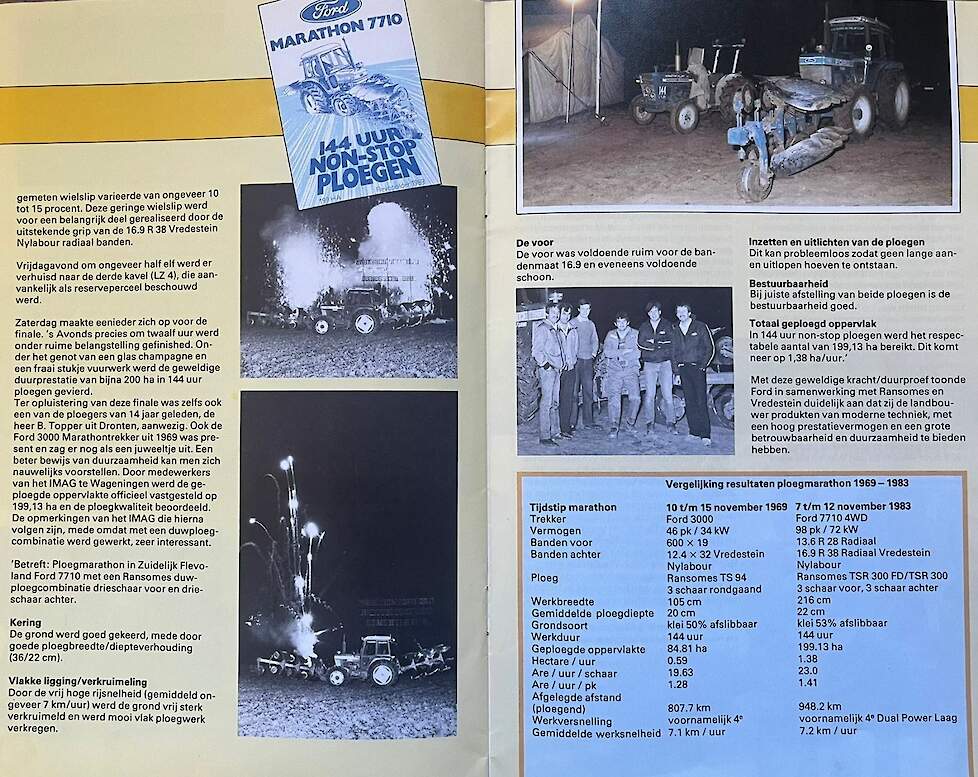 Ford
MARATHON 7710
144 UUR
NON-STOP
PLOEGEN
Flevopolder 1983
gemeten wielslip varieerde van ongeveer 10
tot 15 procent. Deze geringe wielslip werd
voor een belangrijk deel gerealiseerd door de
uitstekende grip van de 16.9 R 38 Vredestein
Nylabour radiaal banden.
Vrijdagavond om ongeveer half elf werd er
verhuisd naar de derde kavel (LZ 4), die aan-
vankelijk als reserveperceel beschouwd
werd.
Zaterdag maakte eenieder zich op voor de
finale. 's Avonds precies om twaalf uur werd
onder ruime belangstelling gefinished. On-
der het genot van een glas champagne en
een fraai stukje vuurwerk werd de geweldige
duurprestatie van bijna 200 ha in 144 uur
ploegen gevierd.
Ter opluistering van deze finale was zelfs ook
een van de ploegers van 14 jaar geleden, de
heer B. Topper uit Dronten, aanwezig. Ook de
Ford 3000 Marathontrekker uit 1969 was pre-
sent en zag er nog als een juweeltje uit. Een
beter bewijs van duurzaamheid kan men zich
nauwelijks voorstellen. Door medewerkers
van het IMAG te Wageningen werd de ge-
ploegde oppervlakte officieel vastgesteld op
199,13 ha en de ploegkwaliteit beoordeeld.
De opmerkingen van het IMAG die hierna
volgen zijn, mede omdat met een duwploeg-
combinatie werd gewerkt, zeer interessant.
'Betreft: Ploegmarathon in Zuidelijk Flevo-
land Ford 7710 met een Ransomes duw-
ploegcombinatie drieschaar voor en drie-
schaar achter.
Kering
De grond werd goed gekeerd, mede door
goede ploegbreedte/diepteverhouding
(36/22 cm).
Vlakke ligging/verkruimeling
Door de vrij hoge rijsnelheid (gemiddeld on-
geveer 7 km/uur) werd de grond vrij sterk
verkruimeld en werd mooi vlak ploegwerk
verkregen.
De voor
De voor was voldoende ruim voor de ban-
denmaat 16.9 en eveneens voldoende
schoon.
Inzetten en uitlichten van de ploegen
Dit kan probleemloos zodat geen lange aan-
en uitlopen hoeven te ontstaan.
Bestuurbaarheid
Bij juiste afstelling van beide ploegen is de
bestuurbaarheid goed.
Totaal geploegd oppervlak
In 144 uur non-stop ploegen werd het respec-
tabele aantal van 199,13 ha bereikt. Dit komt
neer op 1,38 ha/uur.'
Met deze geweldige kracht/duurproef toonde
Ford in samenwerking met Ransomes en
Vredestein duidelijk aan dat zij de landbou-
wer produkten van moderne techniek, met
een hoog prestatievermogen en een grote
betrouwbaarheid en duurzaamheid te bieden
hebben.
Vergelijking resultaten ploegmarathon 1969 – 1983
Tijdstip marathon 10 t/m 15 november 1969 7 t/m 12 november 1983
Trekker Ford 3000 Ford 7710 4WD
Vermogen 46 pk / 34 kW 98 pk / 72 kW
Banden voor 600 × 19 13.6 R 28 Radiaal
Banden achter 12.4 × 32 Vredestein 16.9 R 38 Radiaal Vredestein
Nylabour Nylabour
Ploeg Ransomes TS 94 Ransomes TSR 300 FD/TSR 300
3 schaar rondgaand 3 schaar voor, 3 schaar achter
Werkbreedte 105 cm 216 cm
Gemiddelde ploegdiepte 20 cm 22 cm
Grondsoort klei 50% afslibbaar klei 53% afslibbaar
Werkduur 144 uur 144 uur
Geploegde oppervlakte 84.81 ha 199.13 ha
Hectare / uur 0.59 1.38
Are / uur / schaar 19.63 23.0
Are / uur / pk 1.28 1.41
Afgelegde afstand
(ploegend) 807.7 km 948.2 km
Werkversnelling voornamelijk 4e voornamelijk 4e Dual Power Laag
Gemiddelde werksnelheid 7.1 km / uur 7.2 km / uur